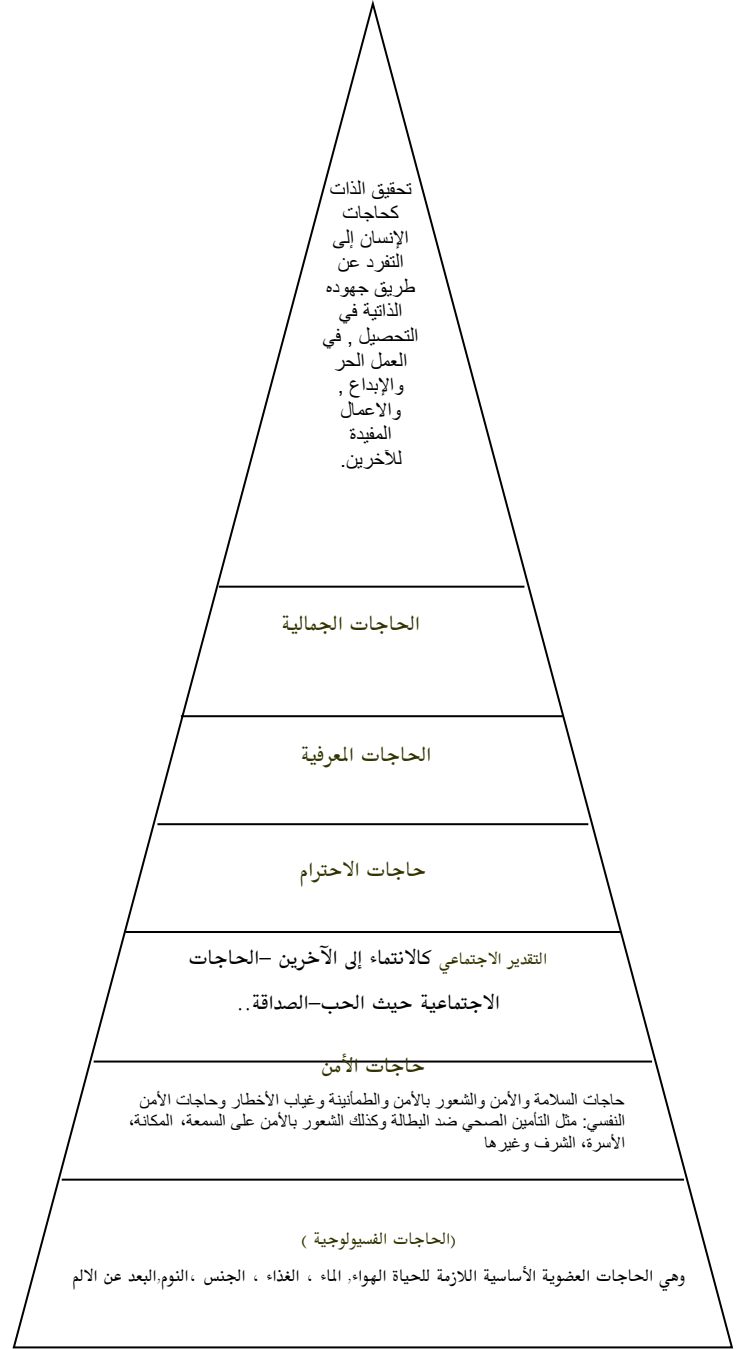 تحقيق الذات
كحاجات
الإنسان إلى
التفرد عن
طريق جهوده
الذاتية في
التحصيل , في
العمل الحر
والإبداع ,
والاعمال
المفيدة
للآخرين.
الحاجات الجمالية
الحاجات المعرفية
حاجات الاحترام
التقدير الاجتماعي كالانتماء إلى الآخرين –الحاجات
الاجتماعية حيث الحب–الصداقة..
حاجات الأمن
حاجات السلامة والأمن والشعور بالأمن والطمأنينة وغياب الأخطار وحاجات الأمن
النفسي: مثل التأمين الصحي ضد البطالة وكذلك الشعور بالأمن على السمعة، المكانة،
الأسرة، الشرف وغيرها
(الحاجات الفسيولوجية )
وهي الحاجات العضوية الأساسية اللازمة للحياة الهواء, الماء ، الغذاء ، الجنس ،النوم,البعد عن الالم